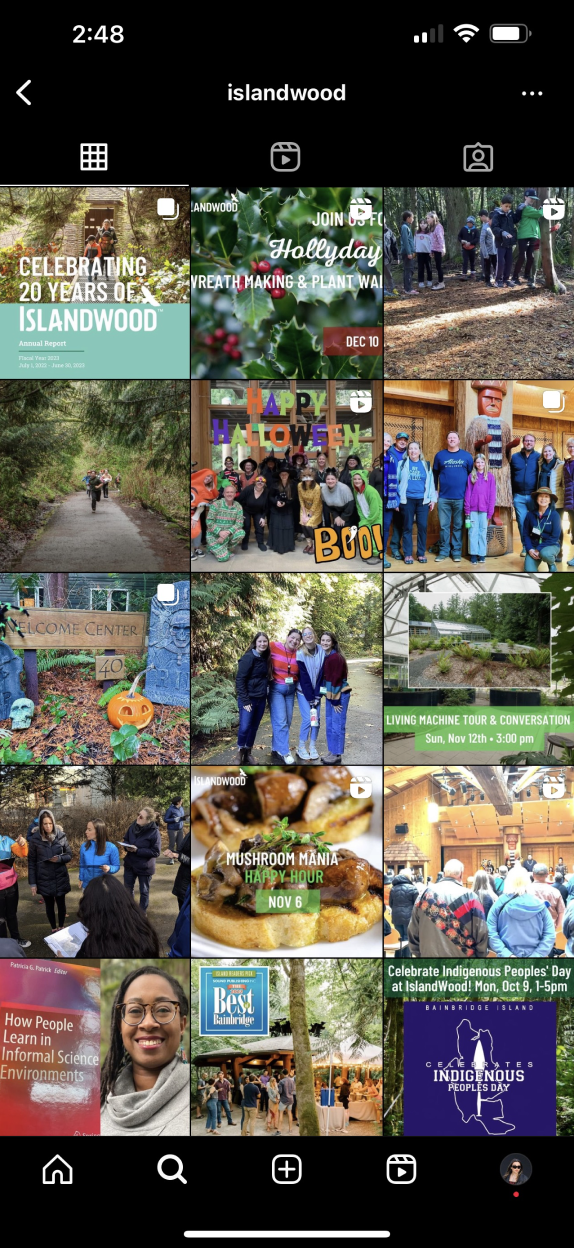 2:48
islandwood
CELEBRATING
20 YEARS OF
ISLANDWOOD
Annual Report
Fiscal Year 2023
July 1, 2022 - June 30, 2023
LANDWOOD
JOIN US FO
Hollyday
WREATH MAKING & PLANT WAL
DEC 10
HAPPY
HALLOWEEN
BOO!
Alaska
WELCOME CENTER
40
LIVING MACHINE TOUR & CONVERSATION
Sun, Nov 12th • 3:00 pm
ISLANDWOOD
MUSHROOM MANIA
HAPPY HOUR
NOV 6
Patricia G. Patrick Editor
How People
Learn in
Informal Science
Environments
Best
Bainbridge
Celebrate Indigenous Peoples' Day
at IslandWood! Mon, Oct 9, 1-5pm
BAINBRIDGE ISLAND
CELEBRATES
INDIGENOUS
PEOPLES DAY